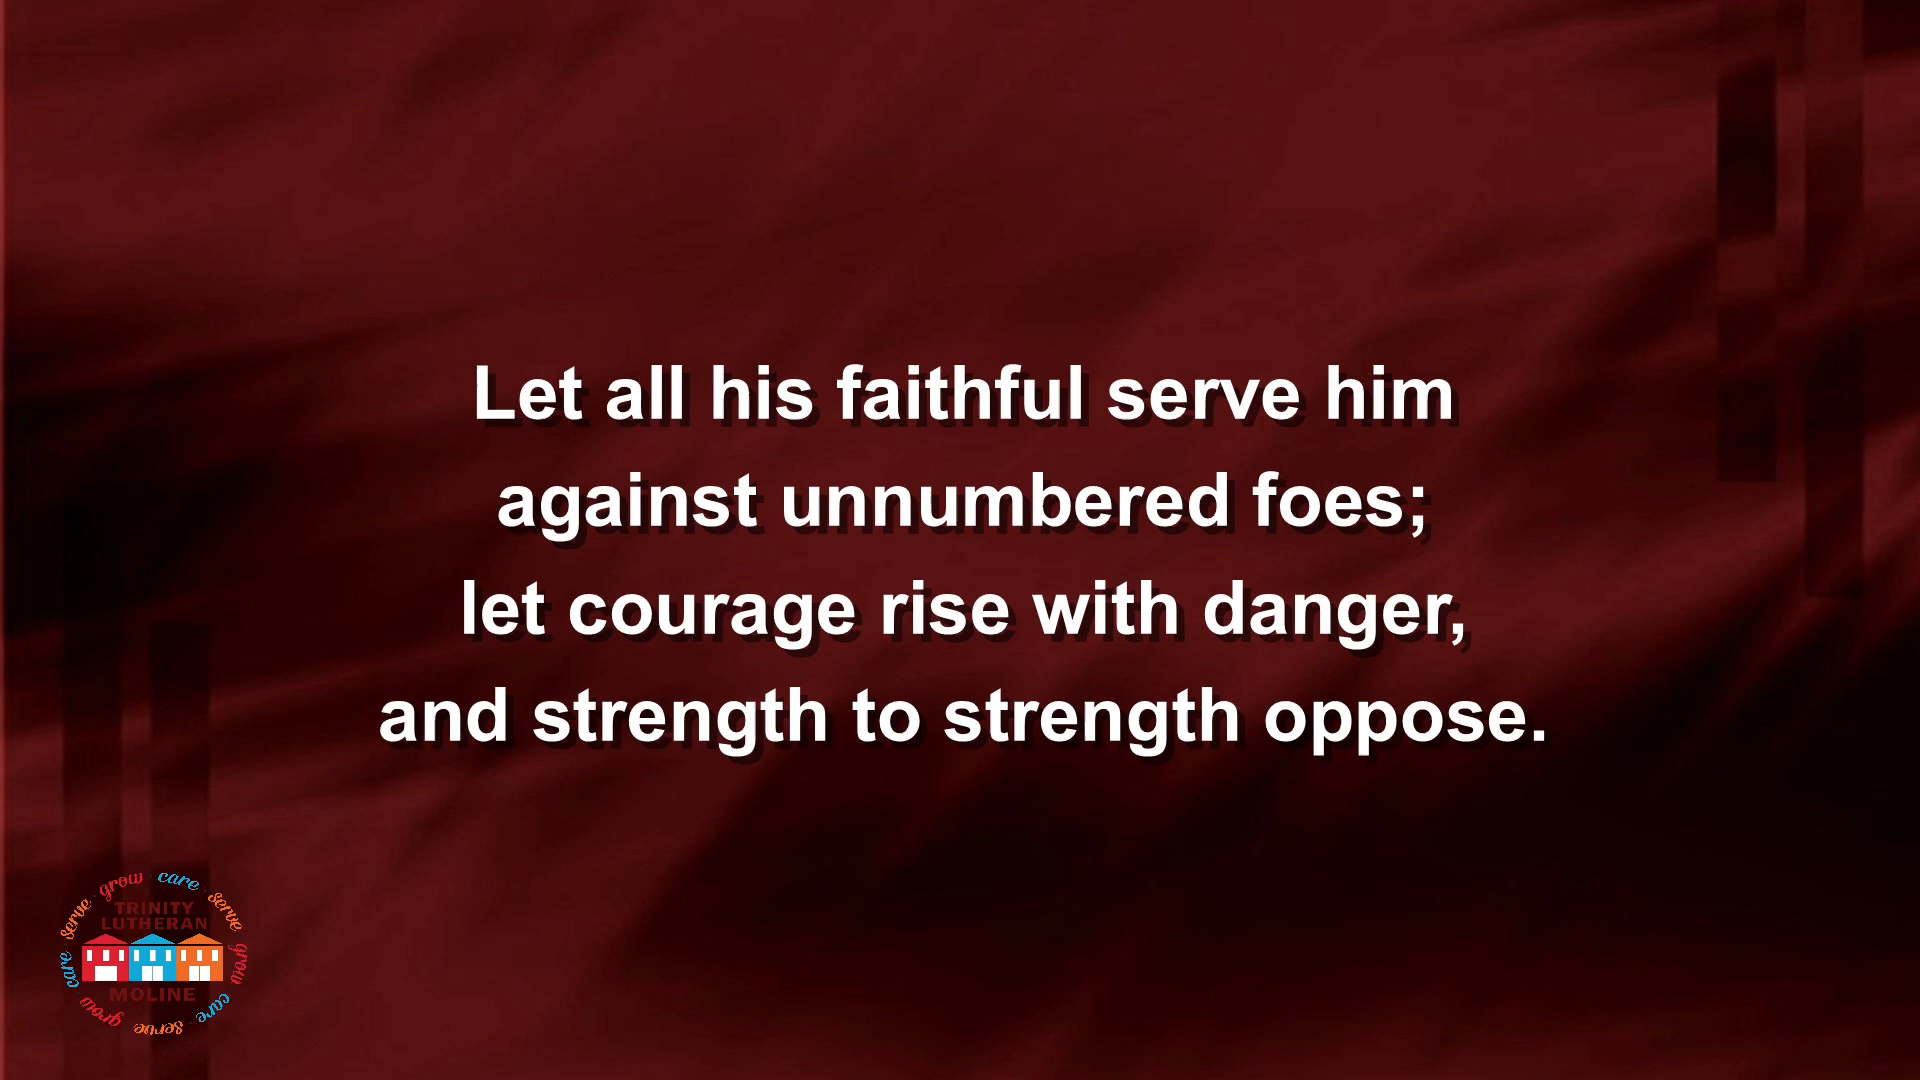 Let all his faithful serve him
against unnumbered foes;
let courage rise with danger,
and strength to strength oppose.
grow care serve grow care serve grow care serve
TRINITY
LUTHERAN
MOLINE